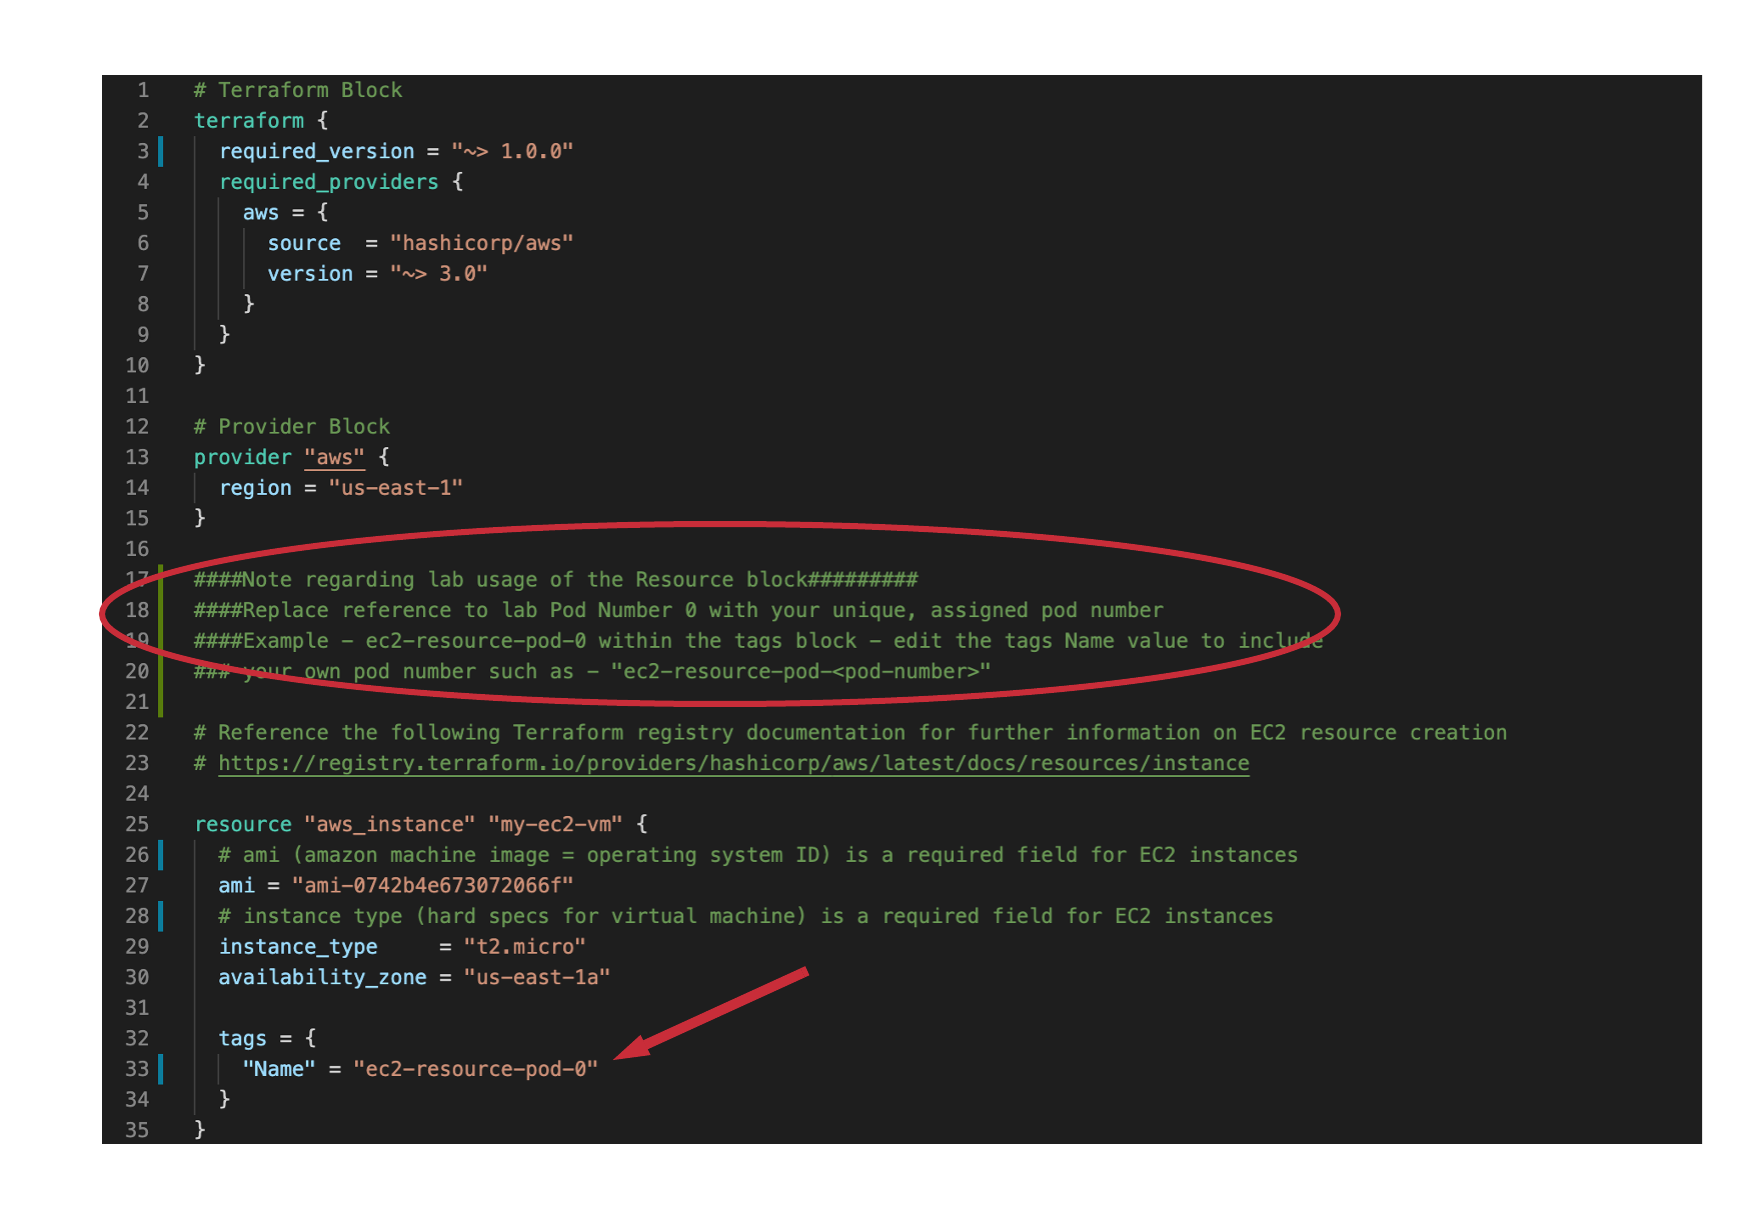 1 # Terraform Block
2 terraform {
3 required_version = "~> 1.0.0"
4 required_providers {
5 aws = {
6 source = "hashicorp/aws"
7 version = "~> 3.0"
8 }
9 }
10 }
11
12 # Provider Block
13 provider "aws" {
14 region = "us-east-1"
15 }
16
17 ####Note regarding lab usage of the Resource block#########
18 ####Replace reference to lab Pod Number 0 with your unique, assigned pod number
19 ####Example - ec2-resource-pod-0 within the tags block - edit the tags Name value to include
20 ### your own pod number such as - "ec2-resource-pod-<pod-number>"
21
22 # Reference the following Terraform registry documentation for further information on EC2 resource creation
23 # https://registry.terraform.io/providers/hashicorp/aws/latest/docs/resources/instance
24
25 resource "aws_instance" "my-ec2-vm" {
26 # ami (amazon machine image = operating system ID) is a required field for EC2 instances
27 ami = "ami-0742b4e673072066f"
28 # instance type (hard specs for virtual machine) is a required field for EC2 instances
29 instance_type = "t2.micro"
30 availability_zone = "us-east-1a"
31
32 tags = {
33 "Name" = "ec2-resource-pod-0"
34 }
35 }